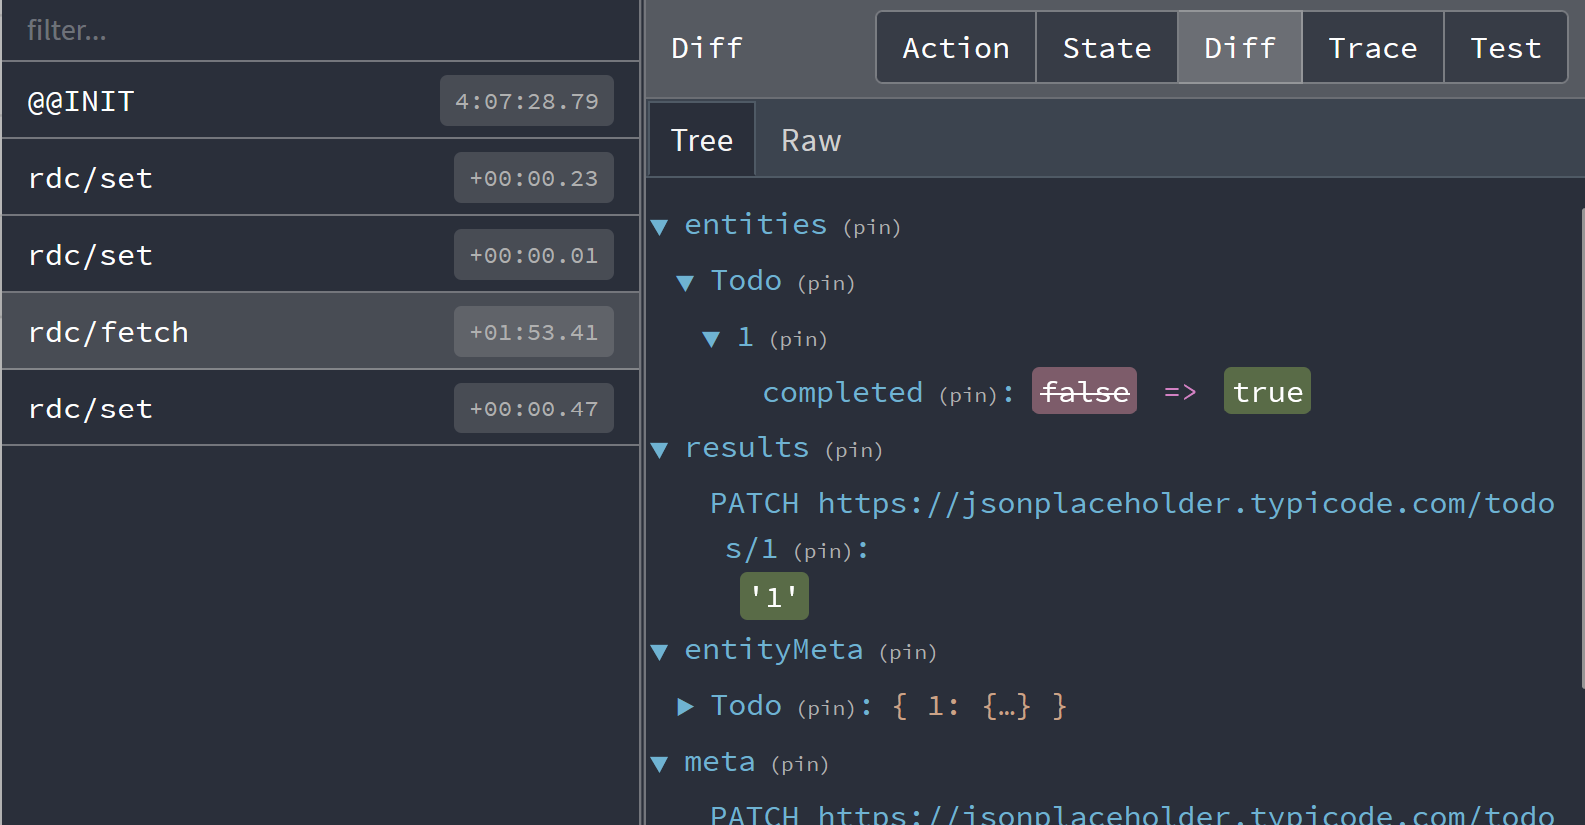 filter...
@@INIT 4:07:28.79
rdc/set +00:00.23
rdc/set +00:00.01
rdc/fetch +01:53.41
rdc/set +00:00.47
Diff Action State Diff Trace Test
Tree Raw
▼ entities (pin)
▼ Todo (pin)
▼ 1 (pin)
completed (pin): false => true
▼ results (pin)
PATCH https://jsonplaceholder.typicode.com/todo
s/1 (pin):
'1'
▼ entityMeta (pin)
▶ Todo (pin): { 1: {…} }
▼ meta (pin)
PATCH https://jsonplaceholder.typicode.com/todo